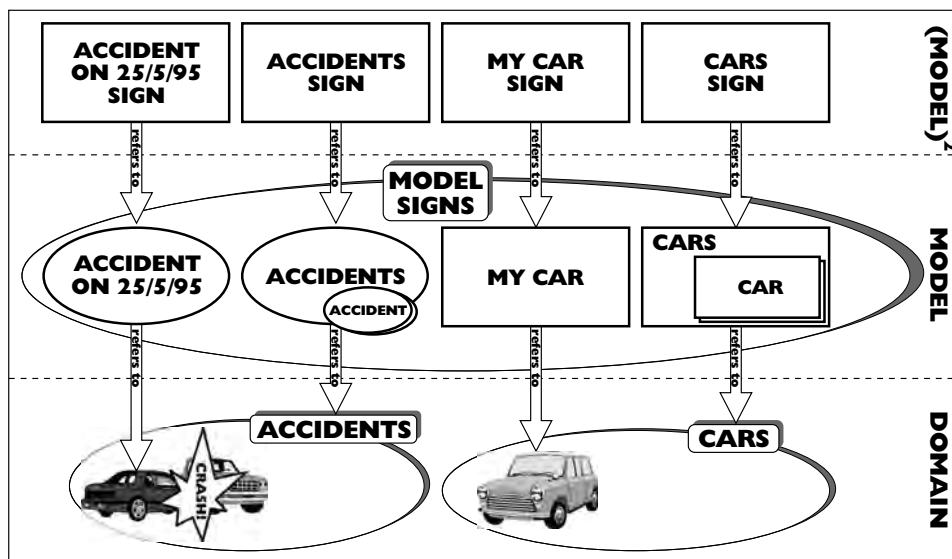 ACCIDENT
ON 25/5/95
SIGN
ACCIDENTS
SIGN
MY CAR
SIGN
CARS
SIGN
(MODEL)²
refers to
refers to
refers to
refers to
MODEL
SIGNS
ACCIDENT
ON 25/5/95
ACCIDENTS
ACCIDENT
MY CAR
CARS
CAR
MODEL
refers to
refers to
refers to
refers to
ACCIDENTS
CARS
CRASH!
DOMAIN